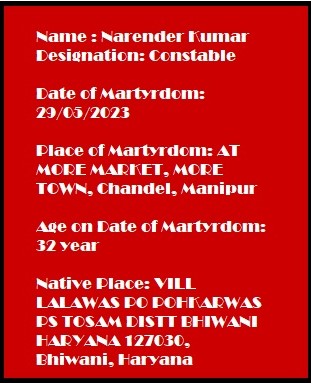 Name : Narender Kumar
Designation: Constable
Date of Martyrdom:
29/05/2023
Place of Martyrdom: AT
MORE MARKET, MORE
TOWN, Chandel, Manipur
Age on Date of Martyrdom:
32 year
Native Place: VILL
LALAWAS PO POHKARWAS
PS TOSAM DISTT BHIWANI
HARYANA 127030,
Bhiwani, Haryana